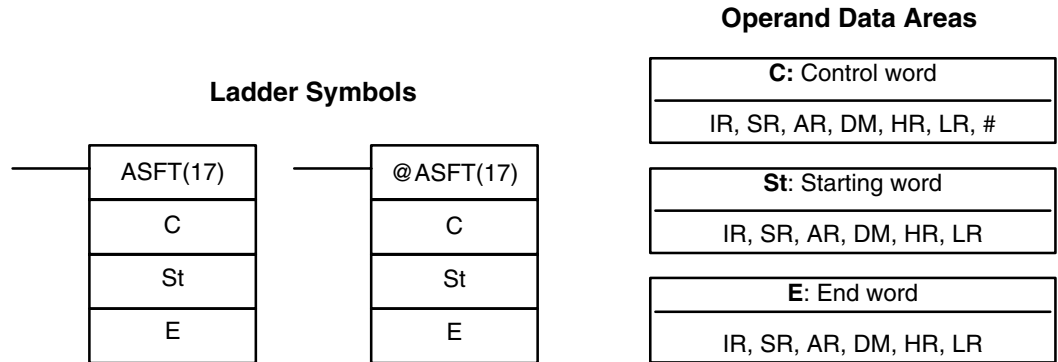 Ladder Symbols
ASFT(17)
C
St
E
@ASFT(17)
C
St
E
Operand Data Areas
C: Control word
IR, SR, AR, DM, HR, LR, #
St: Starting word
IR, SR, AR, DM, HR, LR
E: End word
IR, SR, AR, DM, HR, LR